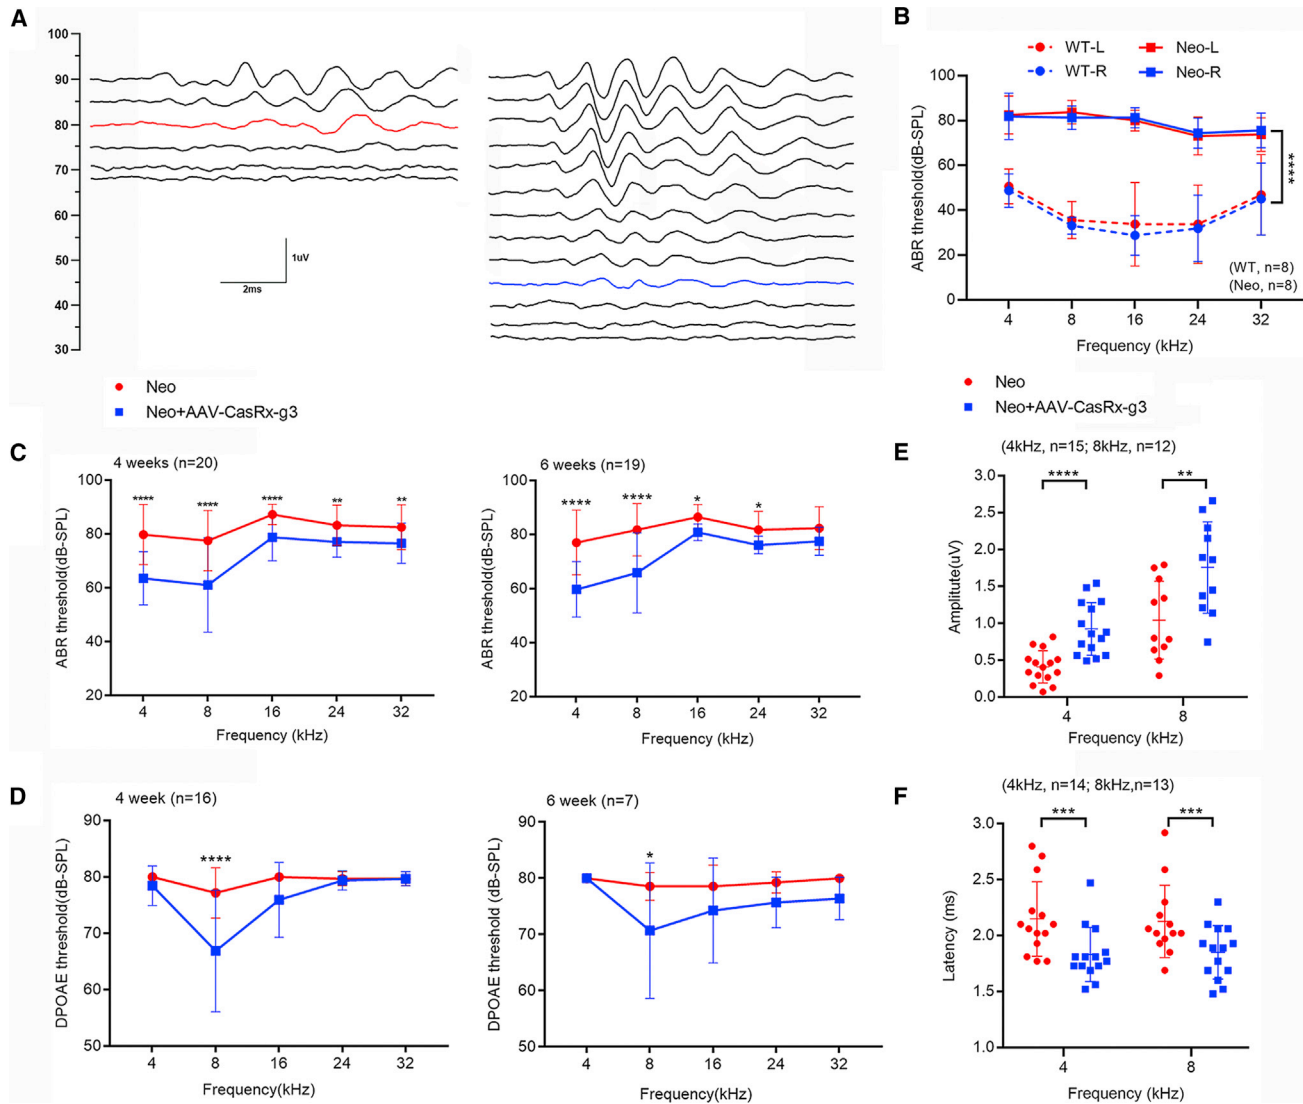 A
100
90
80
70
60
50
40
30
1uV
2ms
B
WT-L
Neo-L
WT-R
Neo-R
ABR threshold(dB-SPL)
100
80
60
40
20
0
****
(WT, n=8)
(Neo, n=8)
4 8 16 24 32
Frequency (kHz)
Neo
Neo+AAV-CasRx-g3
C
4 weeks (n=20)
ABR threshold(dB-SPL)
100
80
60
40
20
**** **** **** ** **
4 8 16 24 32
Frequency (kHz)
6 weeks (n=19)
ABR threshold(dB-SPL)
100
80
60
40
20
**** **** * *
4 8 16 24 32
Frequency (kHz)
D
4 week (n=16)
DPOAE threshold(dB-SPL)
90
80
70
60
50
****
4 8 16 24 32
Frequency(kHz)
6 week (n=7)
DPOAE threshold (dB-SPL)
90
80
70
60
50
*
4 8 16 24 32
Frequency(kHz)
Neo
Neo+AAV-CasRx-g3
E
(4kHz, n=15; 8kHz, n=12)
Amplitude(uV)
3.0
2.5
2.0
1.5
1.0
0.5
0.0
**** **
4 8
Frequency (kHz)
F
(4kHz, n=14; 8kHz,n=13)
Latency (ms)
3.0
2.5
2.0
1.5
1.0
*** ***
4 8
Frequency (kHz)